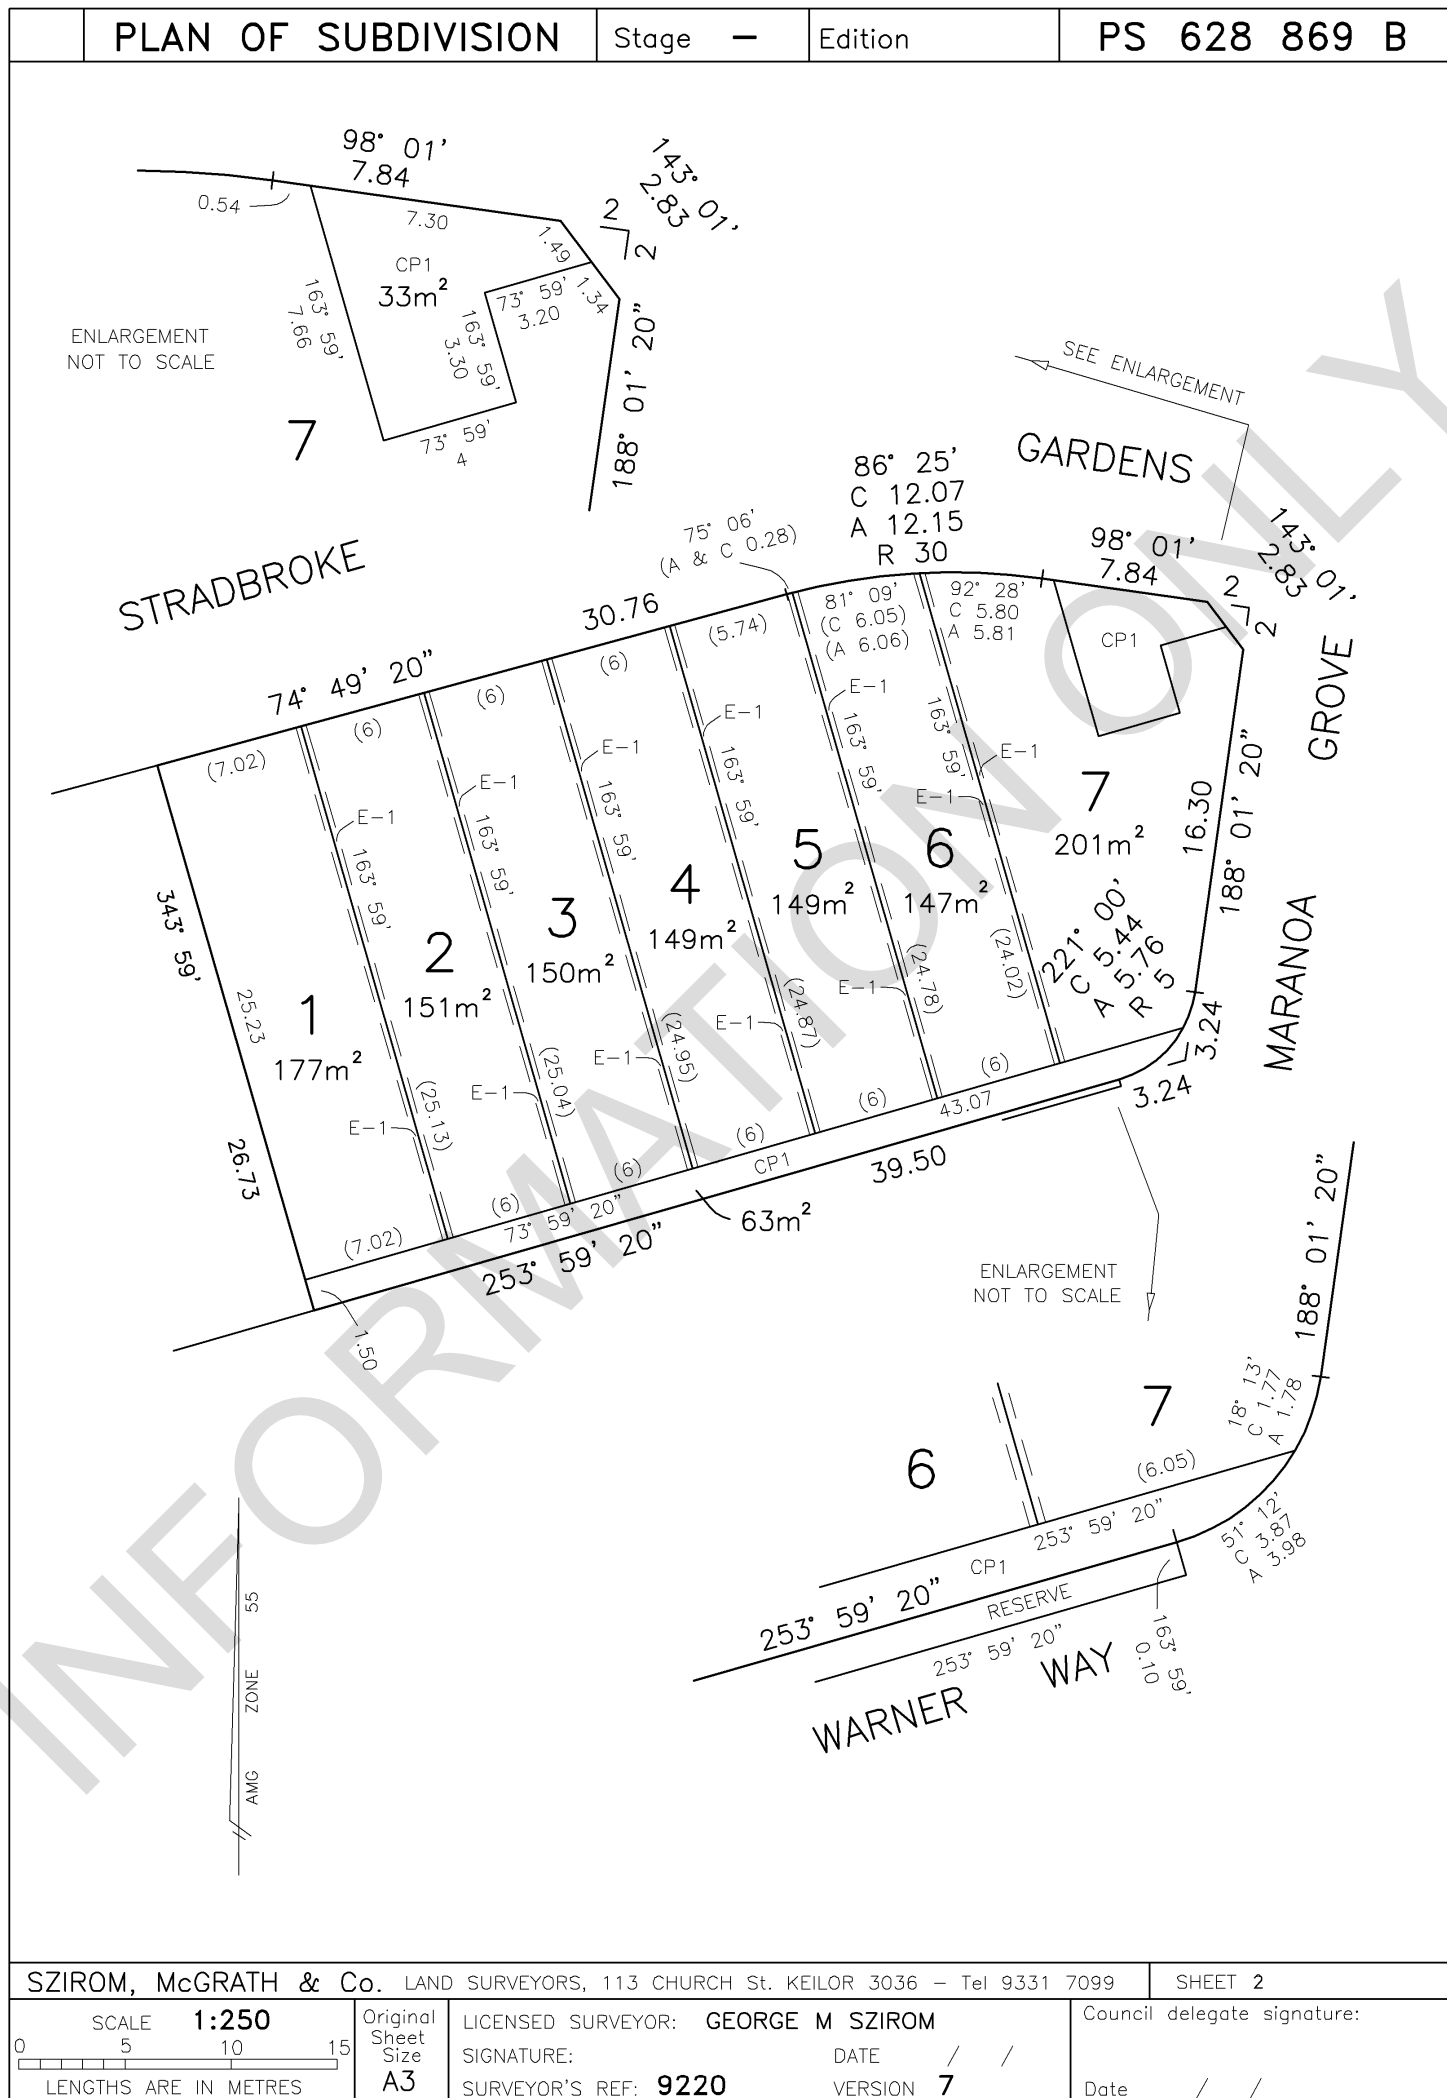 PLAN OF SUBDIVISION
Stage –
Edition
PS 628 869 B
98° 01'
7.84
143° 01'
2.83
2
2
0.54
7.30
1.49
1.34
CP1
33m²
73° 59'
3.20
163° 59'
7.66
163° 59'
3.30
73° 59'
4
188° 01' 20"
ENLARGEMENT
NOT TO SCALE
7
SEE ENLARGEMENT
STRADBROKE
GARDENS
86° 25'
C 12.07
A 12.15
R 30
75° 06'
(A & C 0.28)
98° 01'
7.84
143° 01'
2.83
2
2
30.76
74° 49' 20"
(7.02)
(6)
(6)
(6)
(5.74)
81° 09'
(C 6.05)
(A 6.06)
92° 28'
C 5.80
A 5.81
CP1
GROVE
MARANOA
E-1
E-1
E-1
E-1
E-1
E-1
163° 59'
163° 59'
163° 59'
163° 59'
163° 59'
163° 59'
343° 59'
25.23
26.73
1
177m²
2
151m²
3
150m²
4
149m²
5
149m²
6
147m²
7
201m²
16.30
188° 01' 20"
221° 00'
C 5.44
A 5.76
R 5
3.24
3.24
E-1
E-1
E-1
E-1
E-1
E-1
(25.13)
(25.04)
(24.95)
(24.87)
(24.78)
(24.02)
(7.02)
(6)
(6)
(6)
(6)
(6)
73° 59' 20"
43.07
CP1
39.50
63m²
253° 59' 20"
1.50
ENLARGEMENT
NOT TO SCALE
188° 01' 20"
18° 13'
C 1.77
A 1.78
7
6
(6.05)
253° 59' 20"
51° 12'
C 3.87
A 3.98
CP1
253° 59' 20"
RESERVE
253° 59' 20"
163° 59'
0.10
WARNER WAY
AMG ZONE 55
INFORMATION ONLY
SZIROM, McGRATH & Co. LAND SURVEYORS, 113 CHURCH St. KEILOR 3036 – Tel 9331 7099
SHEET 2
SCALE 1:250
0 5 10 15
LENGTHS ARE IN METRES
Original
Sheet
Size
A3
LICENSED SURVEYOR: GEORGE M SZIROM
SIGNATURE: DATE / /
SURVEYOR'S REF: 9220 VERSION 7
Council delegate signature:
Date / /